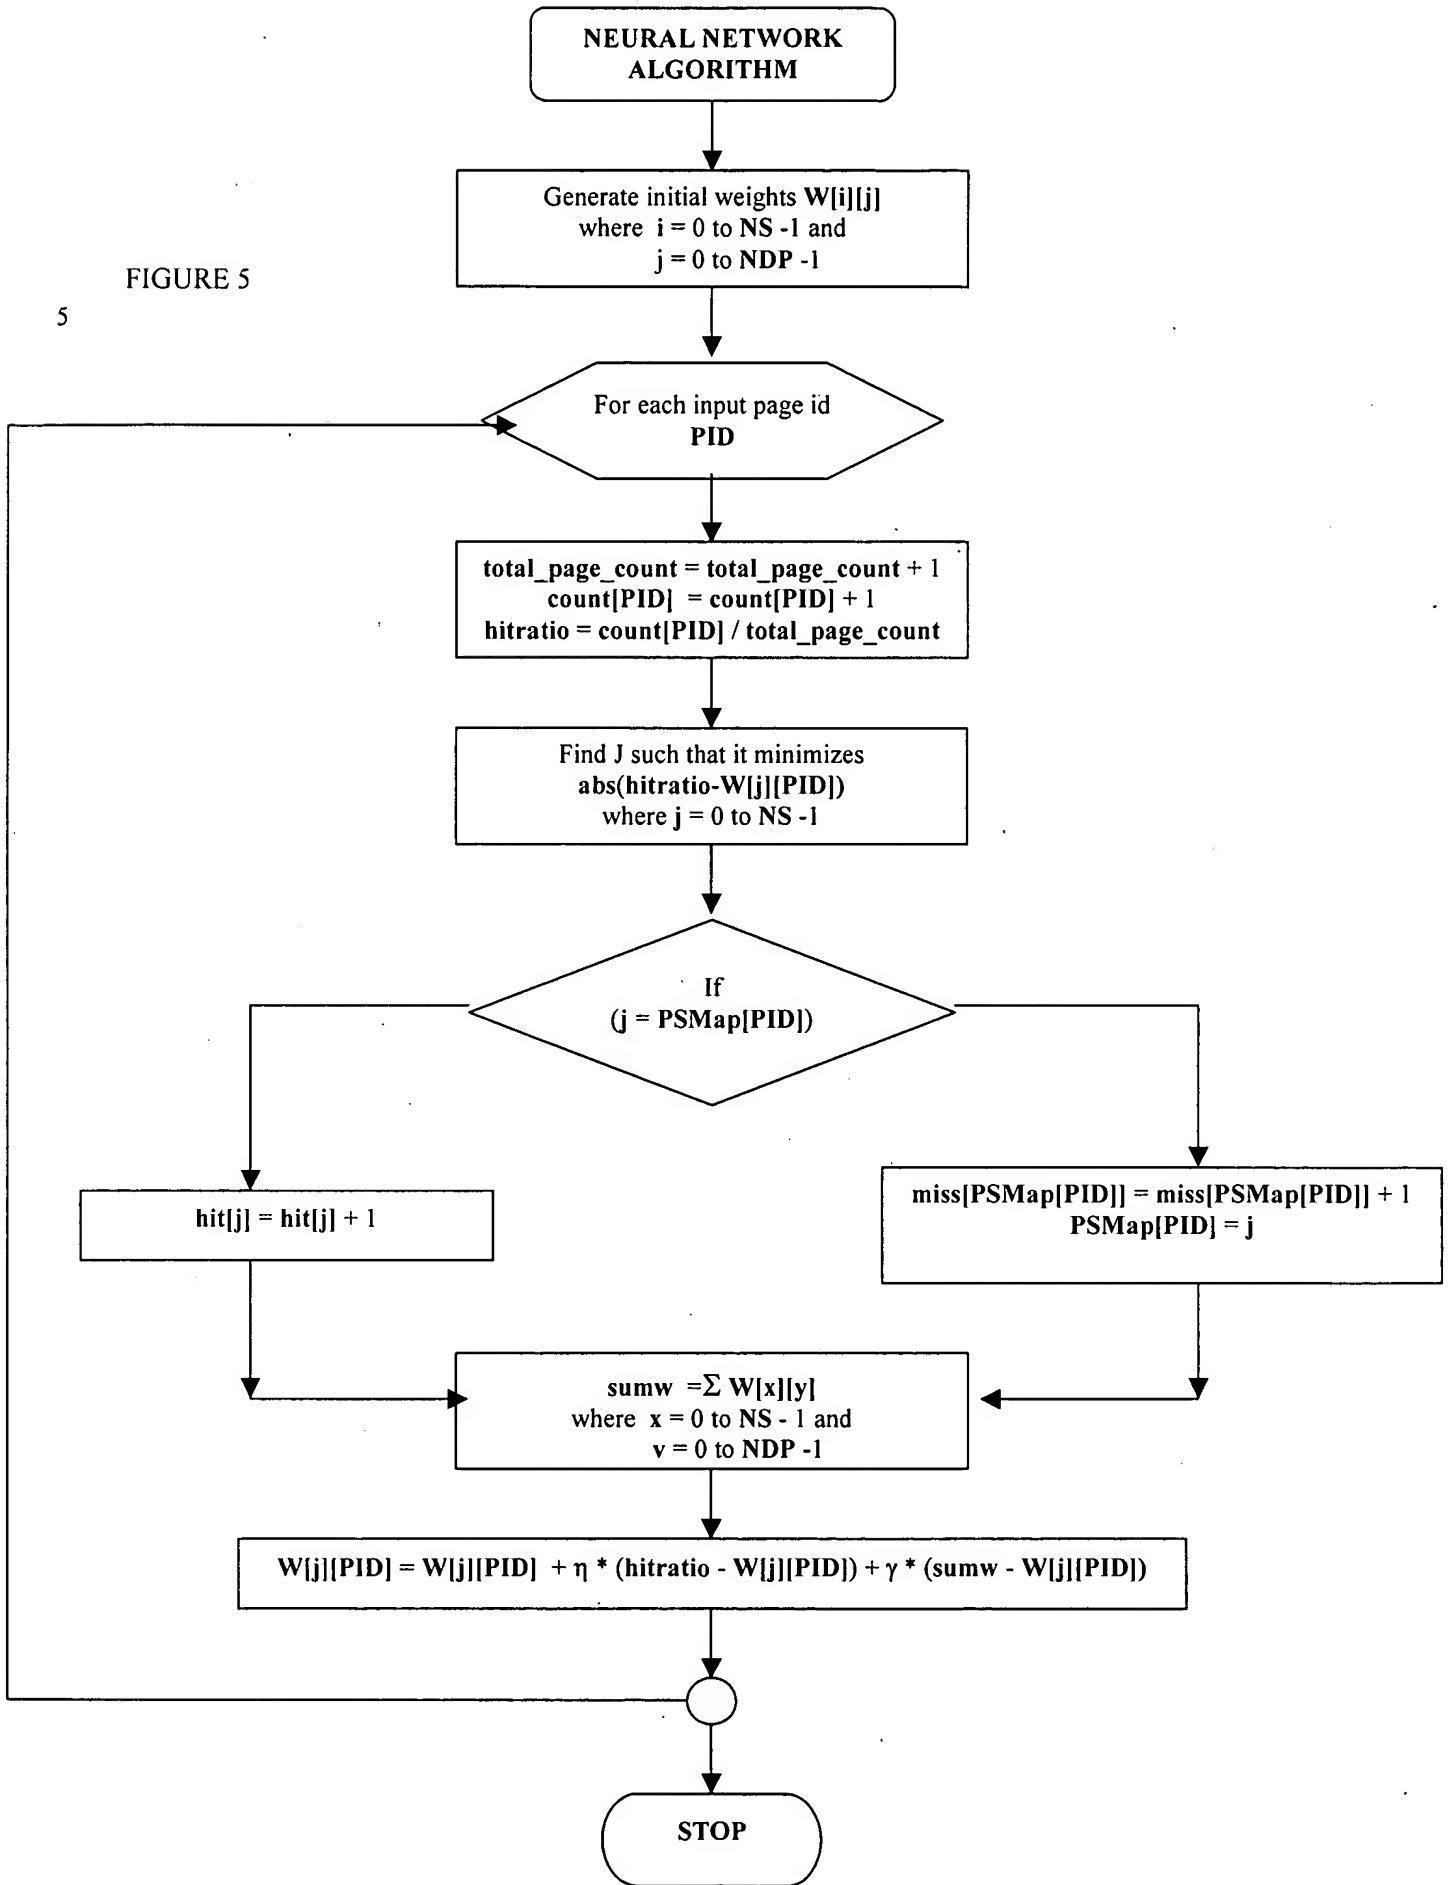 NEURAL NETWORK
ALGORITHM
Generate initial weights W[i][j]
where i = 0 to NS -1 and
j = 0 to NDP -1
FIGURE 5
5
For each input page id
PID
total_page_count = total_page_count + 1
count[PID] = count[PID] + 1
hitratio = count[PID] / total_page_count
Find J such that it minimizes
abs(hitratio-W[j][PID])
where j = 0 to NS -1
If
(j = PSMap[PID])
hit[j] = hit[j] + 1
miss[PSMap[PID]] = miss[PSMap[PID]] + 1
PSMap[PID] = j
sumw =Σ W[x][y]
where x = 0 to NS - 1 and
v = 0 to NDP -1
W[j][PID] = W[j][PID] + η * (hitratio - W[j][PID]) + γ * (sumw - W[j][PID])
STOP